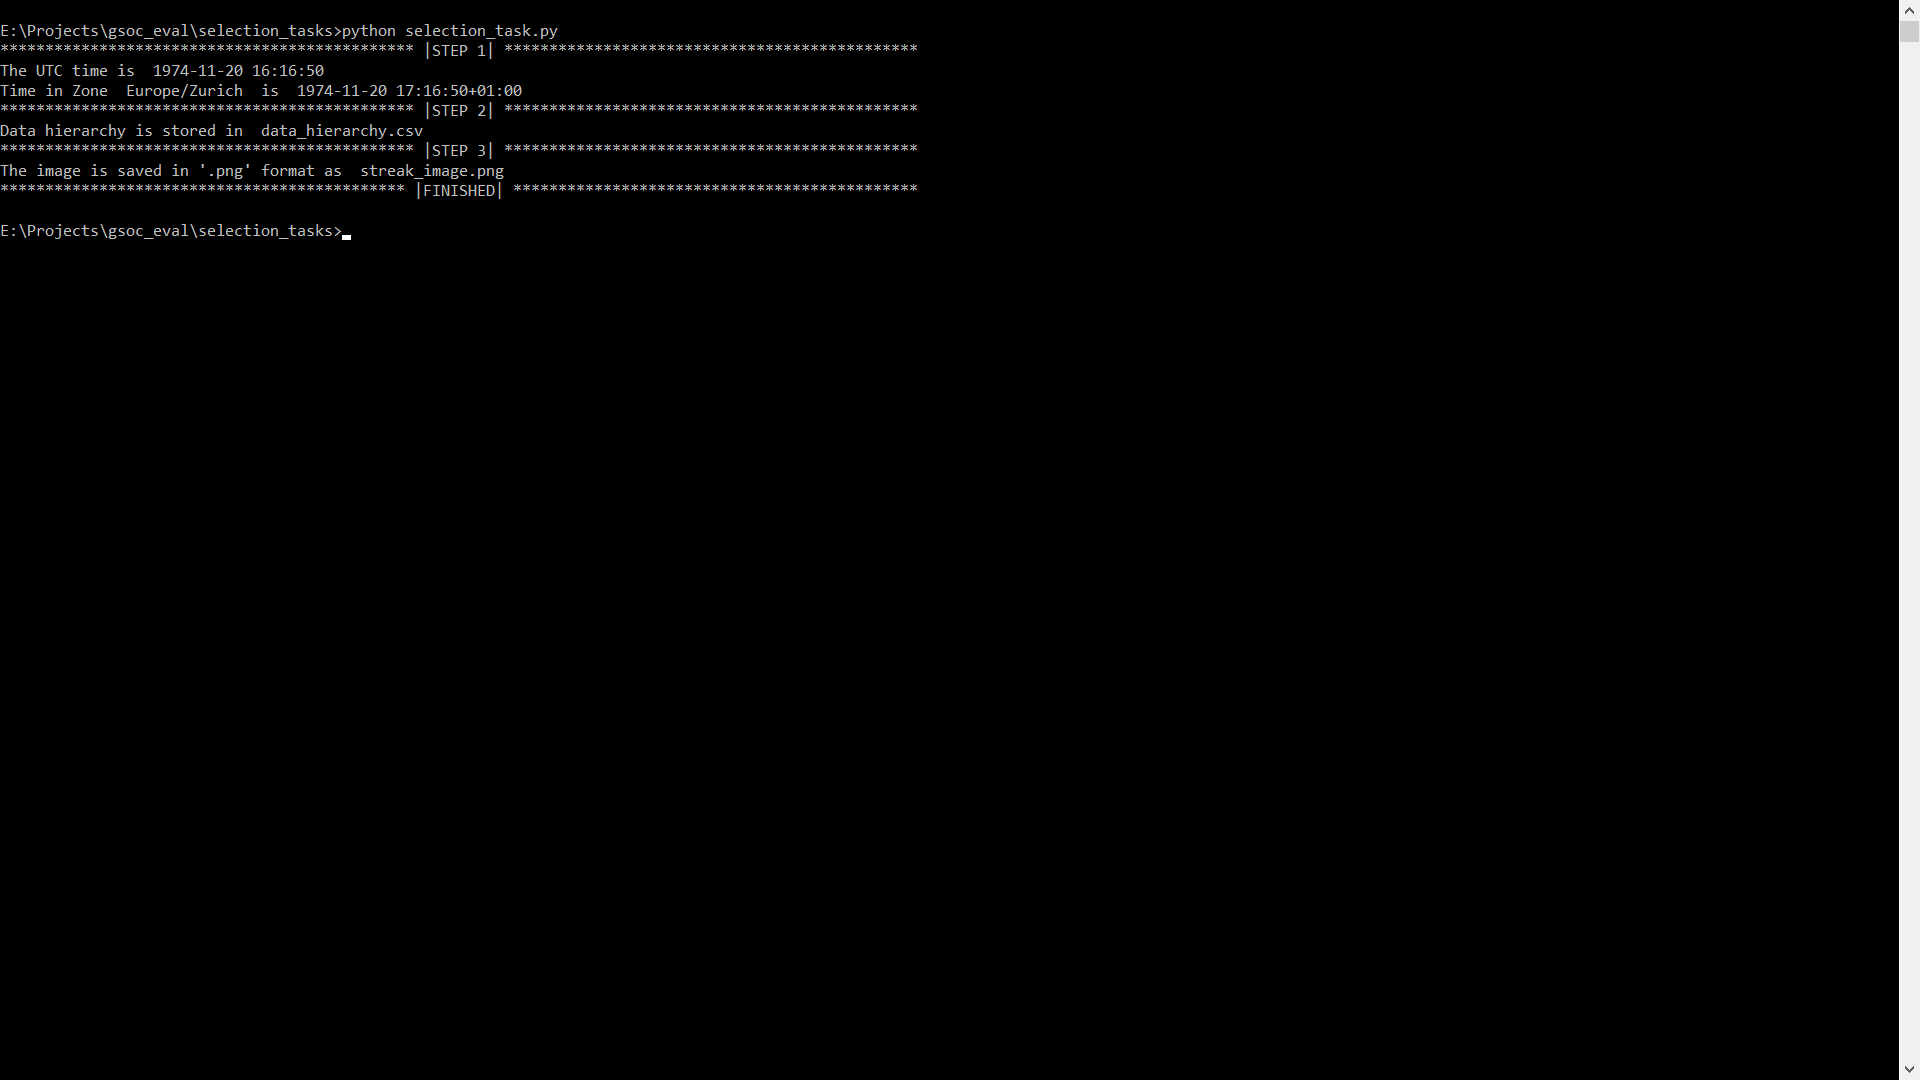 E:\Projects\gsoc_eval\selection_tasks>python selection_task.py
********************************************** |STEP 1| **********************************************
The UTC time is  1974-11-20 16:16:50
Time in Zone  Europe/Zurich  is  1974-11-20 17:16:50+01:00
********************************************** |STEP 2| **********************************************
Data hierarchy is stored in  data_hierarchy.csv
********************************************** |STEP 3| **********************************************
The image is saved in '.png' format as  streak_image.png
********************************************* |FINISHED| *********************************************
E:\Projects\gsoc_eval\selection_tasks>